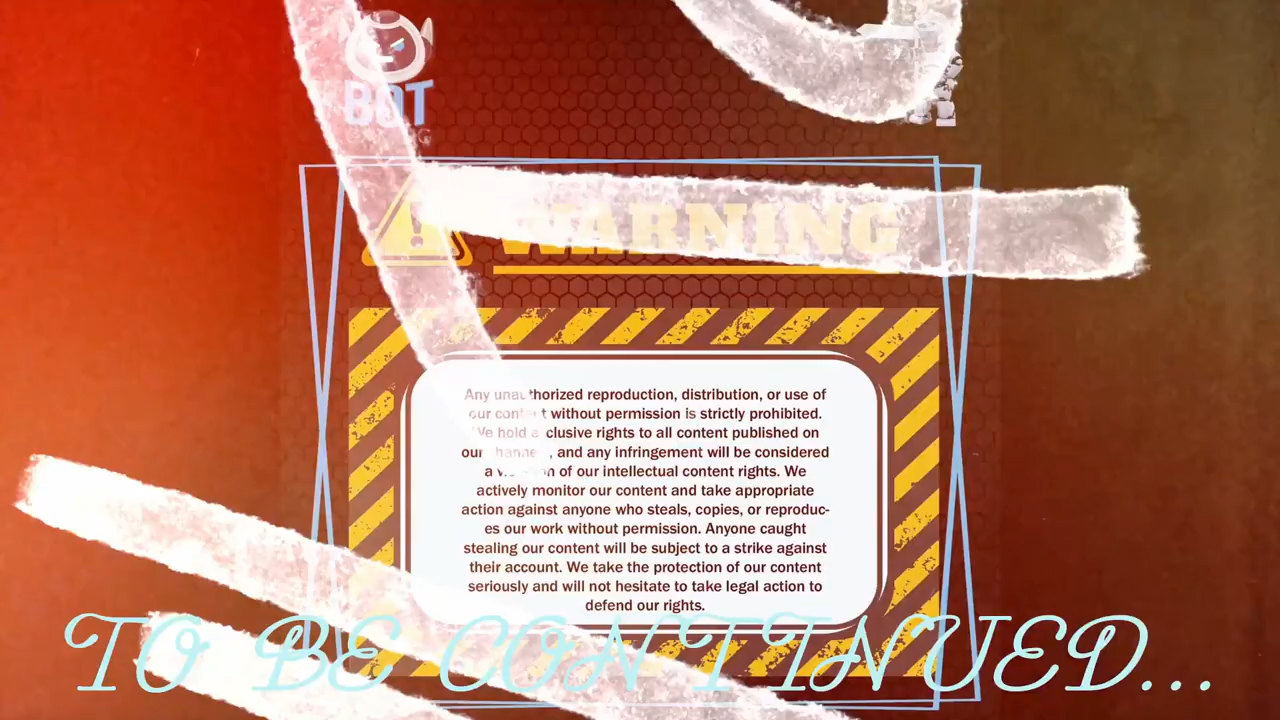 BOT
WARNING
Any unauthorized reproduction, distribution, or use of
our content without permission is strictly prohibited.
We hold exclusive rights to all content published on
our channel, and any infringement will be considered
a violation of our intellectual content rights. We
actively monitor our content and take appropriate
action against anyone who steals, copies, or reproduc-
es our work without permission. Anyone caught
stealing our content will be subject to a strike against
their account. We take the protection of our content
seriously and will not hesitate to take legal action to
defend our rights.
TO BE CONTINUED...